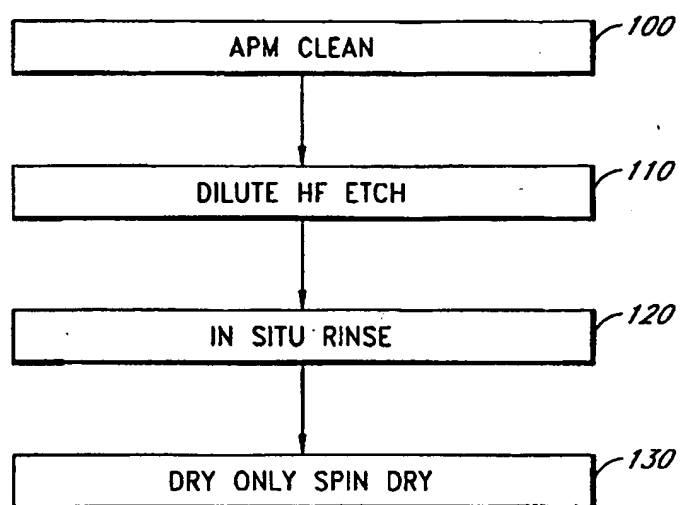 100
APM CLEAN
110
DILUTE HF ETCH
120
IN SITU RINSE
130
DRY ONLY SPIN DRY